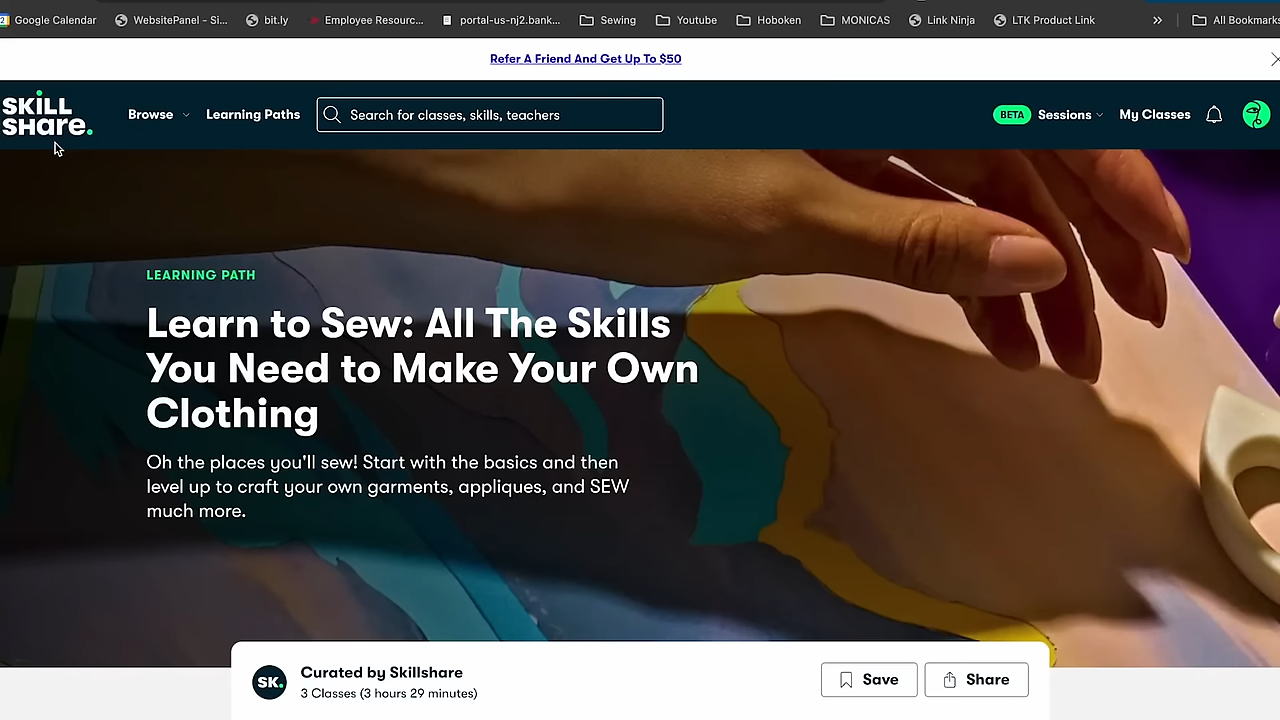 Google Calendar WebsitePanel - Si... bit.ly Employee Resourc... portal-us-nj2.bank... Sewing Youtube Hoboken MONICAS Link Ninja LTK Product Link » All Bookmarks
Refer A Friend And Get Up To $50
SKILL
SHARE.
Browse Learning Paths Search for classes, skills, teachers BETA Sessions My Classes
LEARNING PATH
Learn to Sew: All The Skills
You Need to Make Your Own
Clothing
Oh the places you'll sew! Start with the basics and then
level up to craft your own garments, appliques, and SEW
much more.
SK.
Curated by Skillshare
3 Classes (3 hours 29 minutes)
Save Share